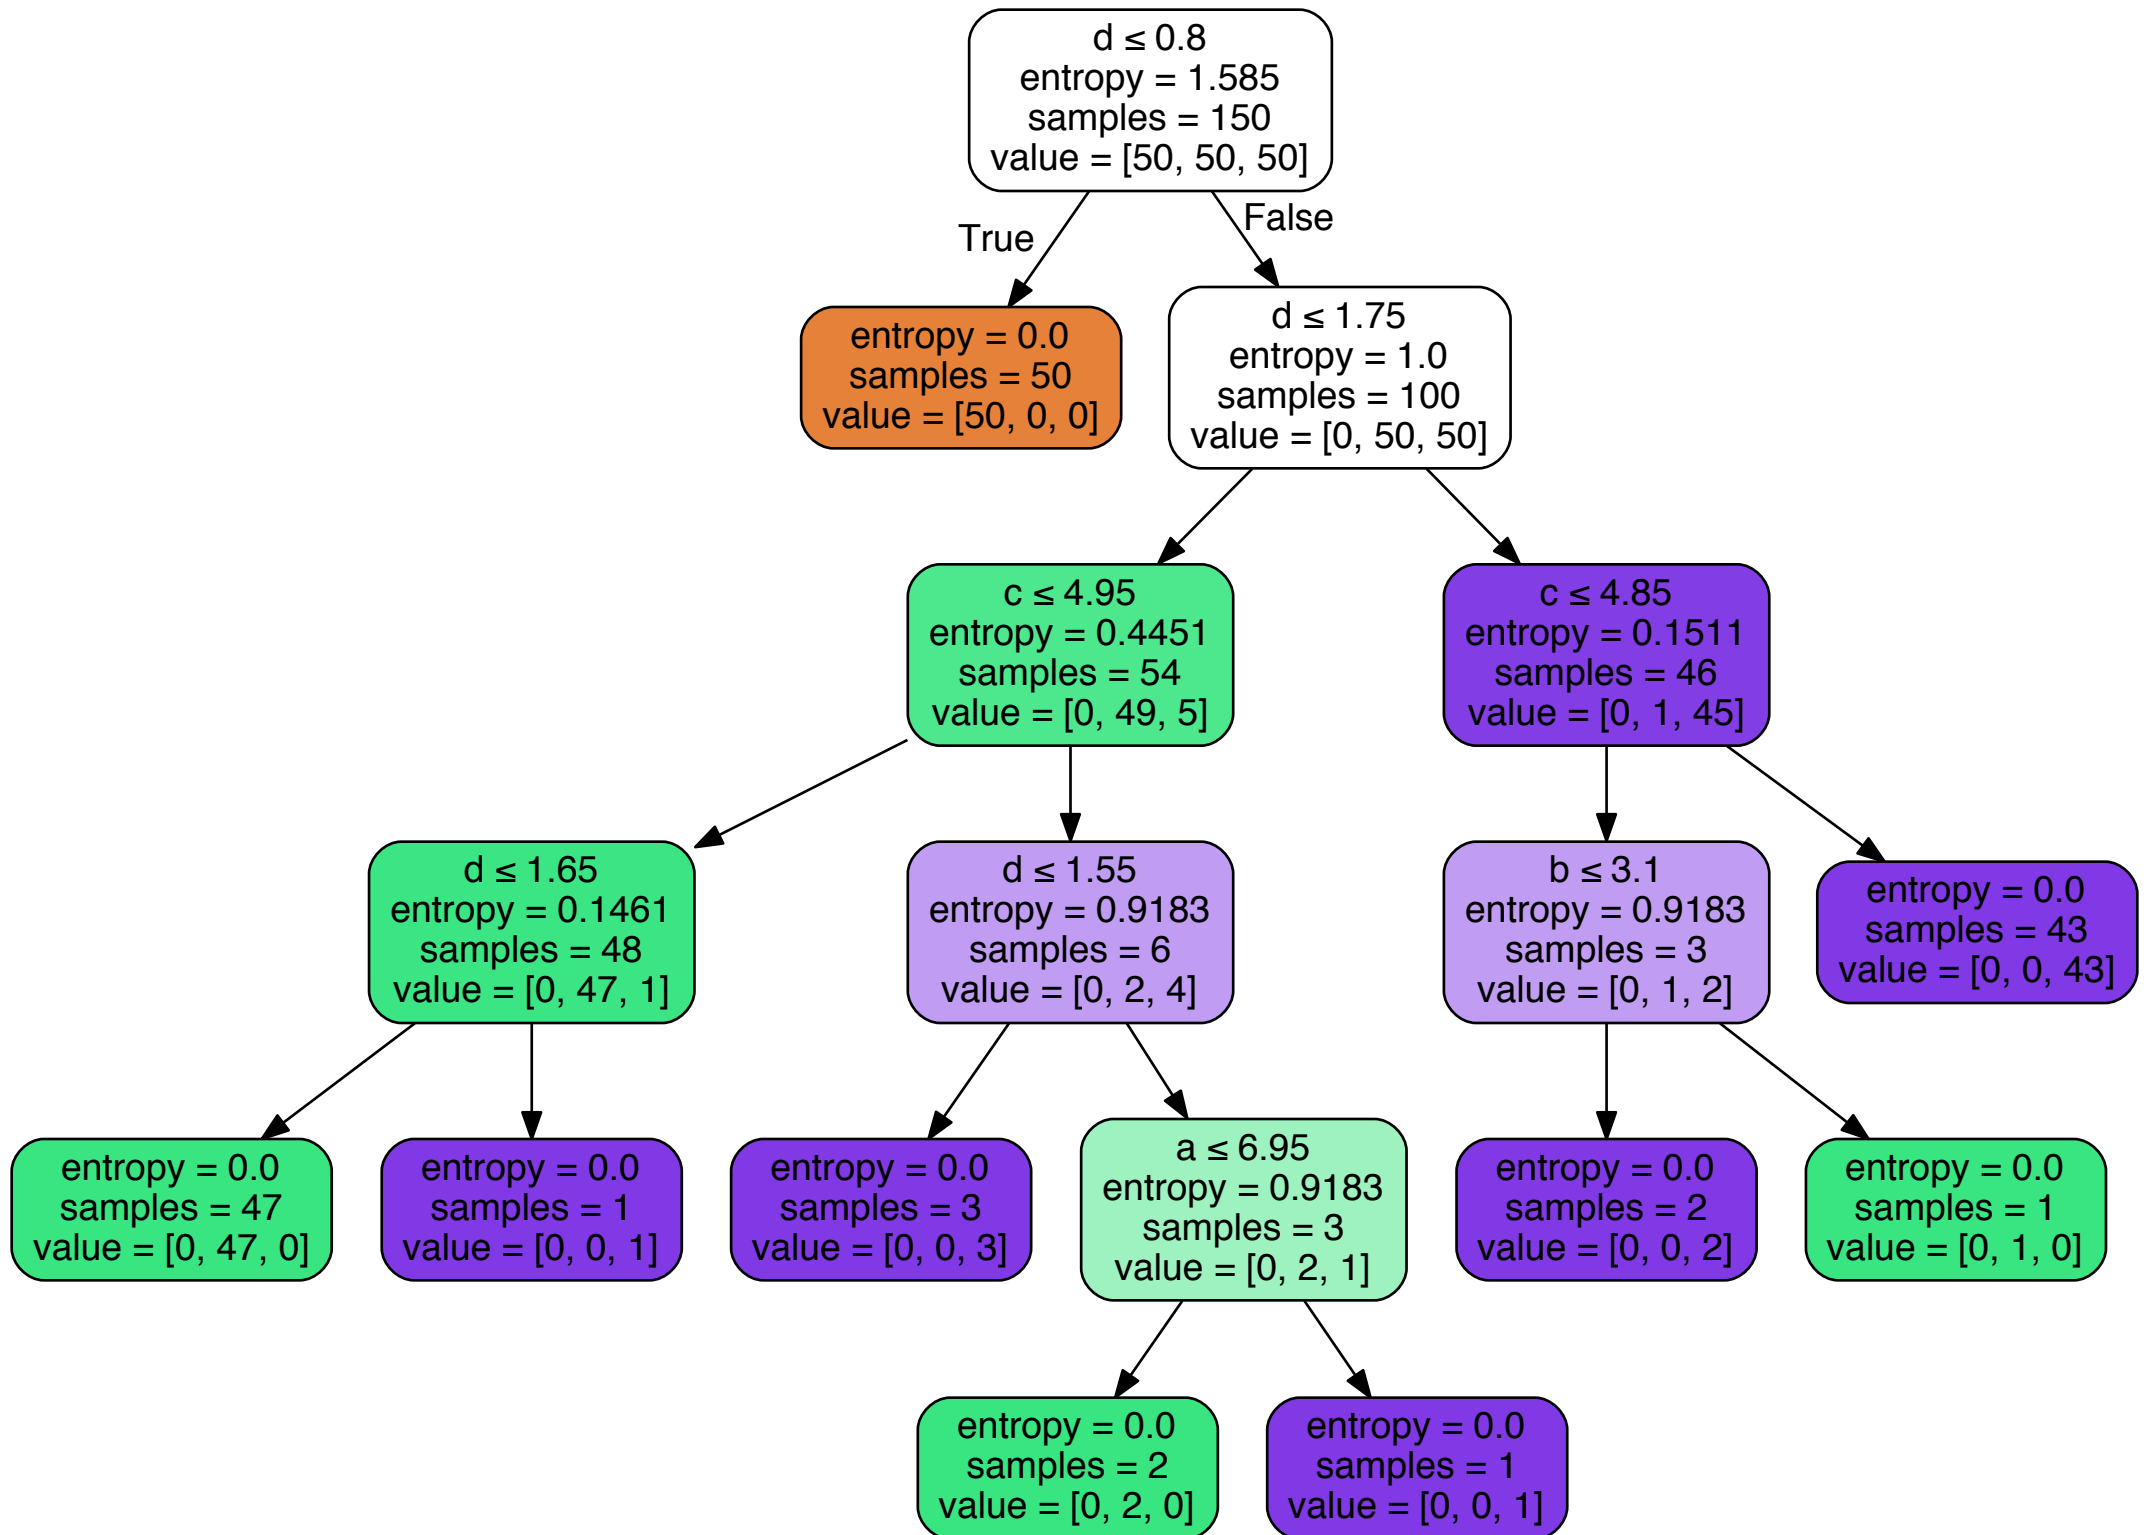 d ≤ 0.8
entropy = 1.585
samples = 150
value = [50, 50, 50]
True
False
entropy = 0.0
samples = 50
value = [50, 0, 0]
d ≤ 1.75
entropy = 1.0
samples = 100
value = [0, 50, 50]
c ≤ 4.95
entropy = 0.4451
samples = 54
value = [0, 49, 5]
c ≤ 4.85
entropy = 0.1511
samples = 46
value = [0, 1, 45]
d ≤ 1.65
entropy = 0.1461
samples = 48
value = [0, 47, 1]
d ≤ 1.55
entropy = 0.9183
samples = 6
value = [0, 2, 4]
b ≤ 3.1
entropy = 0.9183
samples = 3
value = [0, 1, 2]
entropy = 0.0
samples = 43
value = [0, 0, 43]
entropy = 0.0
samples = 47
value = [0, 47, 0]
entropy = 0.0
samples = 1
value = [0, 0, 1]
entropy = 0.0
samples = 3
value = [0, 0, 3]
a ≤ 6.95
entropy = 0.9183
samples = 3
value = [0, 2, 1]
entropy = 0.0
samples = 2
value = [0, 0, 2]
entropy = 0.0
samples = 1
value = [0, 1, 0]
entropy = 0.0
samples = 2
value = [0, 2, 0]
entropy = 0.0
samples = 1
value = [0, 0, 1]